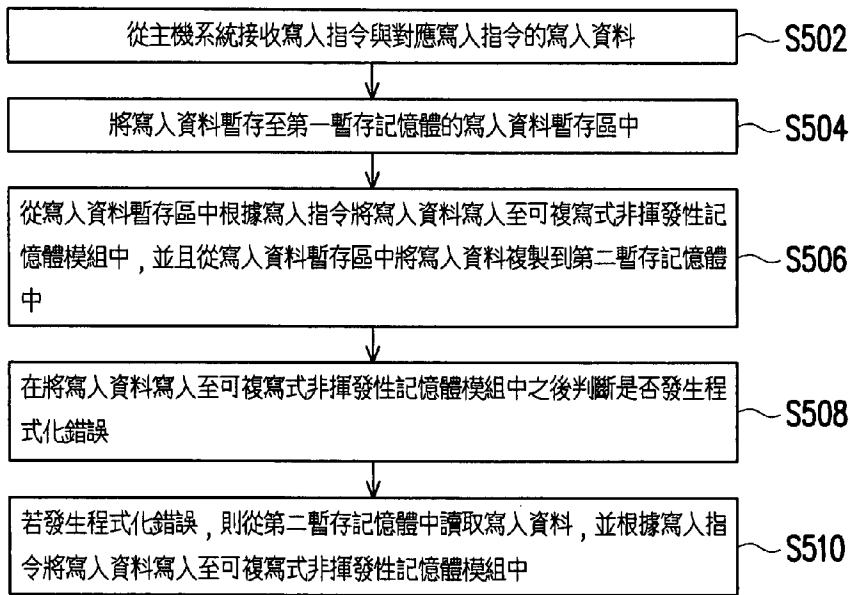 從主機系統接收寫入指令與對應寫入指令的寫入資料
S502
將寫入資料暫存至第一暫存記憶體的寫入資料暫存區中
S504
從寫入資料暫存區中根據寫入指令將寫入資料寫入至可複寫式非揮發性記
憶體模組中，並且從寫入資料暫存區中將寫入資料複製到第二暫存記憶體
中
S506
在將寫入資料寫入至可複寫式非揮發性記憶體模組中之後判斷是否發生程
式化錯誤
S508
若發生程式化錯誤，則從第二暫存記憶體中讀取寫入資料，並根據寫入指
令將寫入資料寫入至可複寫式非揮發性記憶體模組中
S510